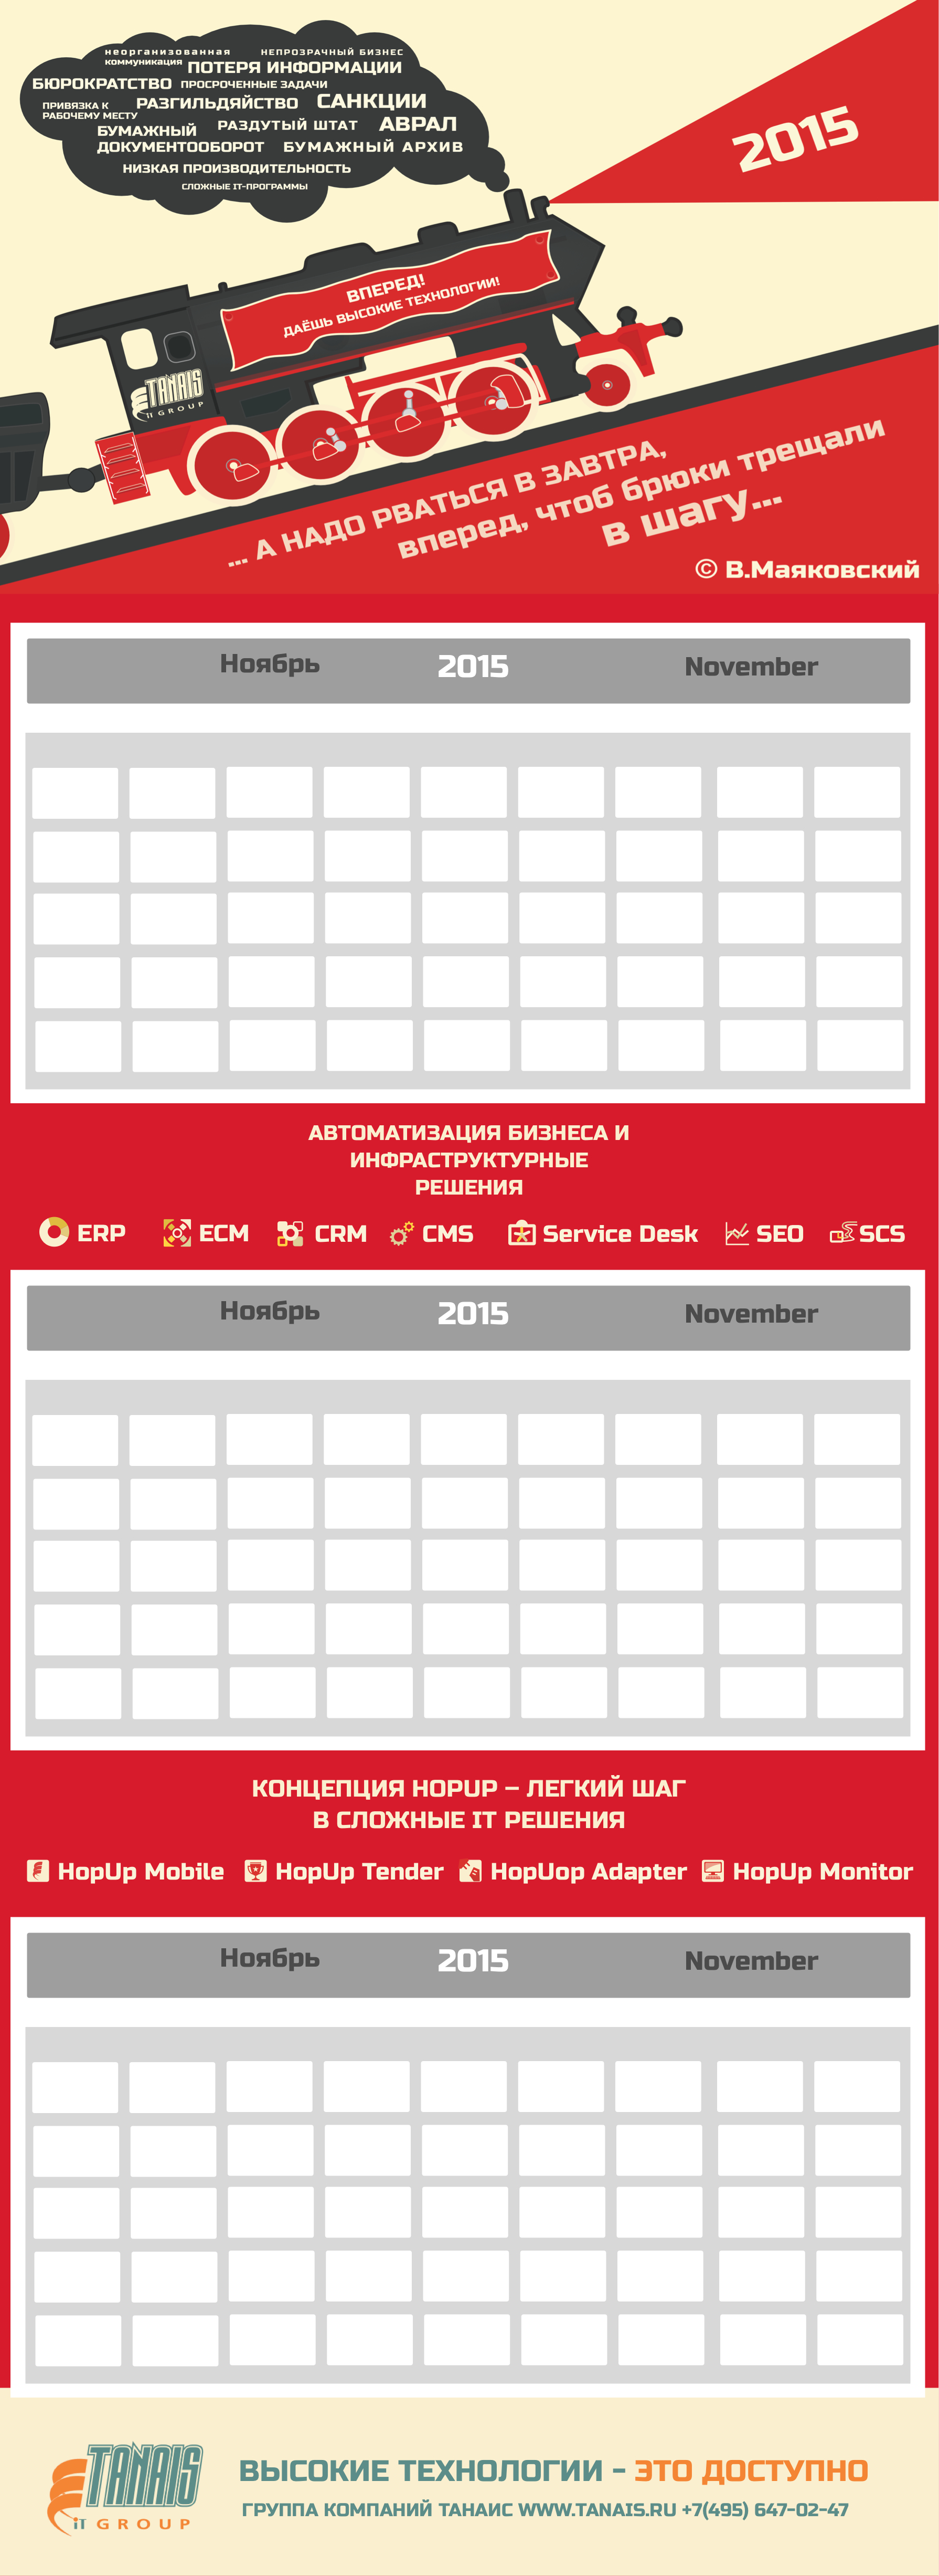 неорганизованная коммуникация
НЕПРОЗРАЧНЫЙ БИЗНЕС
ПОТЕРЯ ИНФОРМАЦИИ
БЮРОКРАТСТВО ПРОСРОЧЕННЫЕ ЗАДАЧИ
ПРИВЯЗКА К РАБОЧЕМУ МЕСТУ
РАЗГИЛЬДЯЙСТВО САНКЦИИ
БУМАЖНЫЙ ДОКУМЕНТООБОРОТ
РАЗДУТЫЙ ШТАТ АВРАЛ
БУМАЖНЫЙ АРХИВ
НИЗКАЯ ПРОИЗВОДИТЕЛЬНОСТЬ
СЛОЖНЫЕ IT-ПРОГРАММЫ
2015
ВПЕРЕД!
ДАЁШЬ ВЫСОКИЕ ТЕХНОЛОГИИ!
TANAIS
iT GROUP
... А НАДО РВАТЬСЯ В ЗАВТРА,
вперед, чтоб брюки трещали
в шагу...
© В.Маяковский
Ноябрь 2015 November
АВТОМАТИЗАЦИЯ БИЗНЕСА И
ИНФРАСТРУКТУРНЫЕ
РЕШЕНИЯ
ERP ECM CRM CMS Service Desk SEO SCS
Ноябрь 2015 November
КОНЦЕПЦИЯ HOPUP – ЛЕГКИЙ ШАГ
В СЛОЖНЫЕ IT РЕШЕНИЯ
HopUp Mobile HopUp Tender HopUop Adapter HopUp Monitor
Ноябрь 2015 November
TANAIS
iT GROUP
ВЫСОКИЕ ТЕХНОЛОГИИ - ЭТО ДОСТУПНО
ГРУППА КОМПАНИЙ ТАНАИС WWW.TANAIS.RU +7(495) 647-02-47